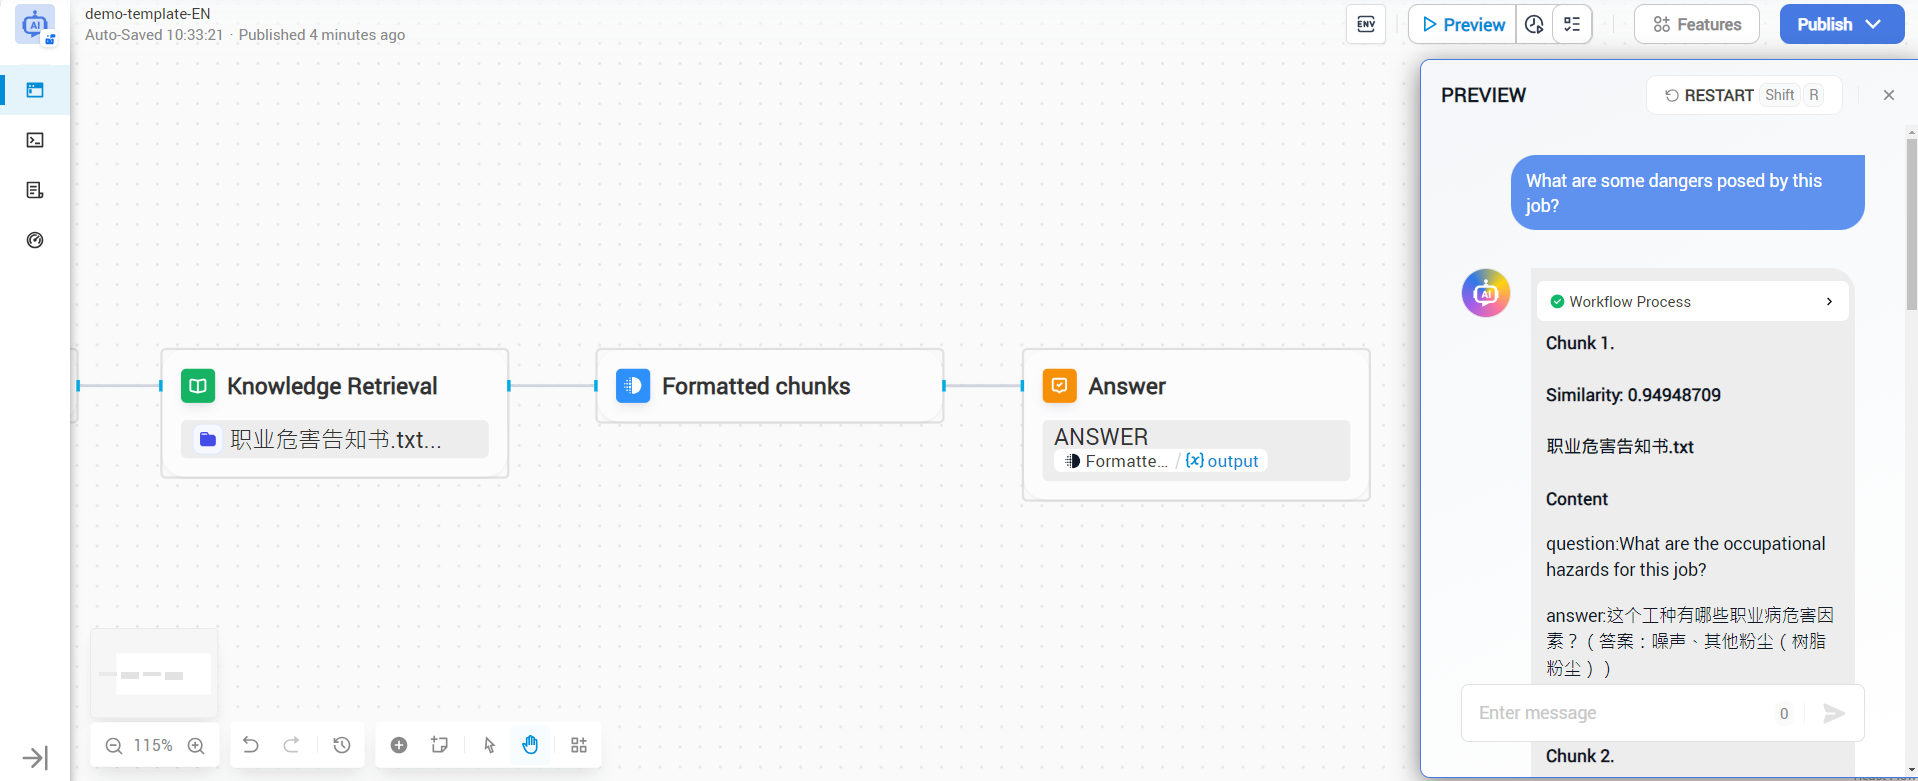 demo-template-EN
Auto-Saved 10:33:21 · Published 4 minutes ago
ENV
Preview
Features
Publish
PREVIEW
RESTART Shift R
What are some dangers posed by this
job?
AI
Workflow Process
Chunk 1.
Similarity: 0.94948709
职业危害告知书.txt
Content
question:What are the occupational
hazards for this job?
answer:这个工种有哪些职业病危害因
素？（答案：噪声、其他粉尘（树脂
粉尘））
Enter message 0
Chunk 2.
Knowledge Retrieval
职业危害告知书.txt...
Formatted chunks
Answer
ANSWER
Formatte... / {x} output
115%